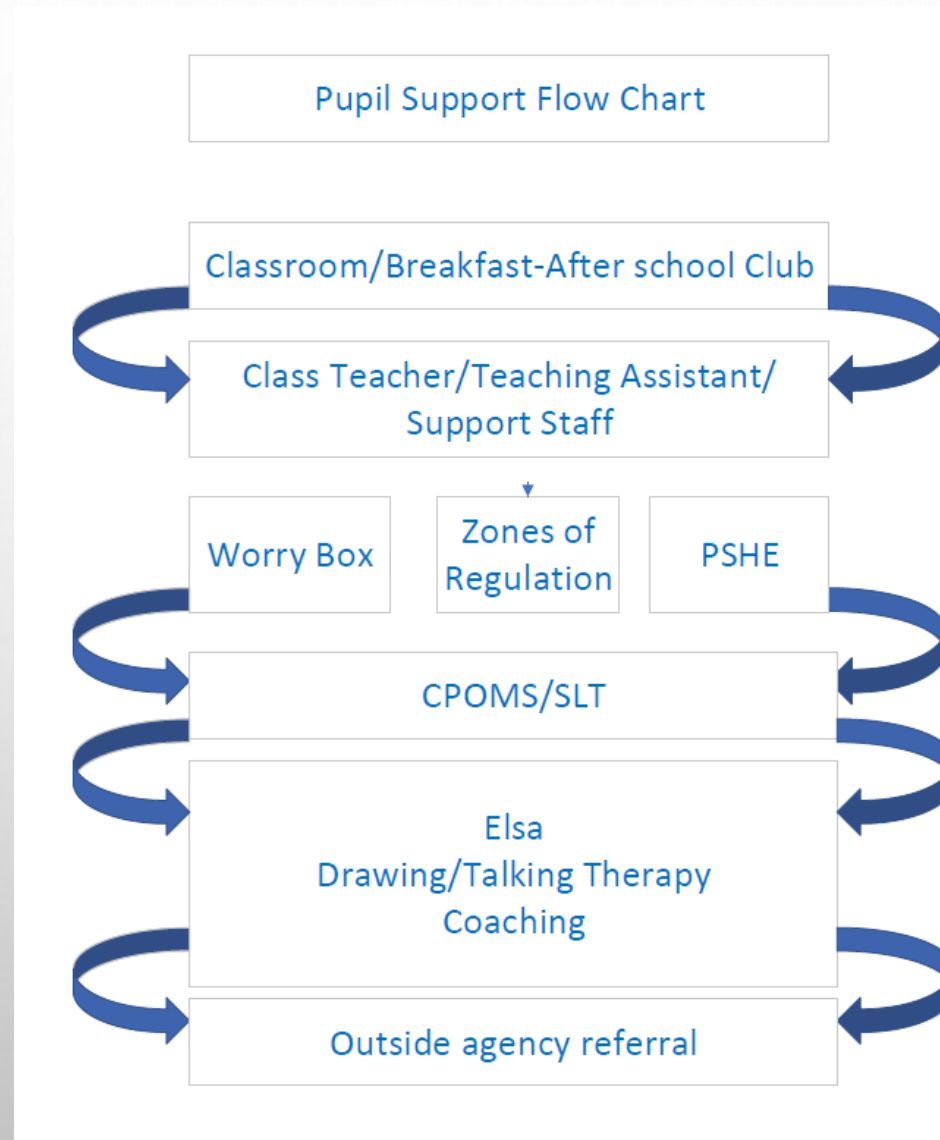 Pupil Support Flow Chart
Classroom/Breakfast-After school Club
Class Teacher/Teaching Assistant/
Support Staff
Worry Box
Zones of
Regulation
PSHE
CPOMS/SLT
Elsa
Drawing/Talking Therapy
Coaching
Outside agency referral